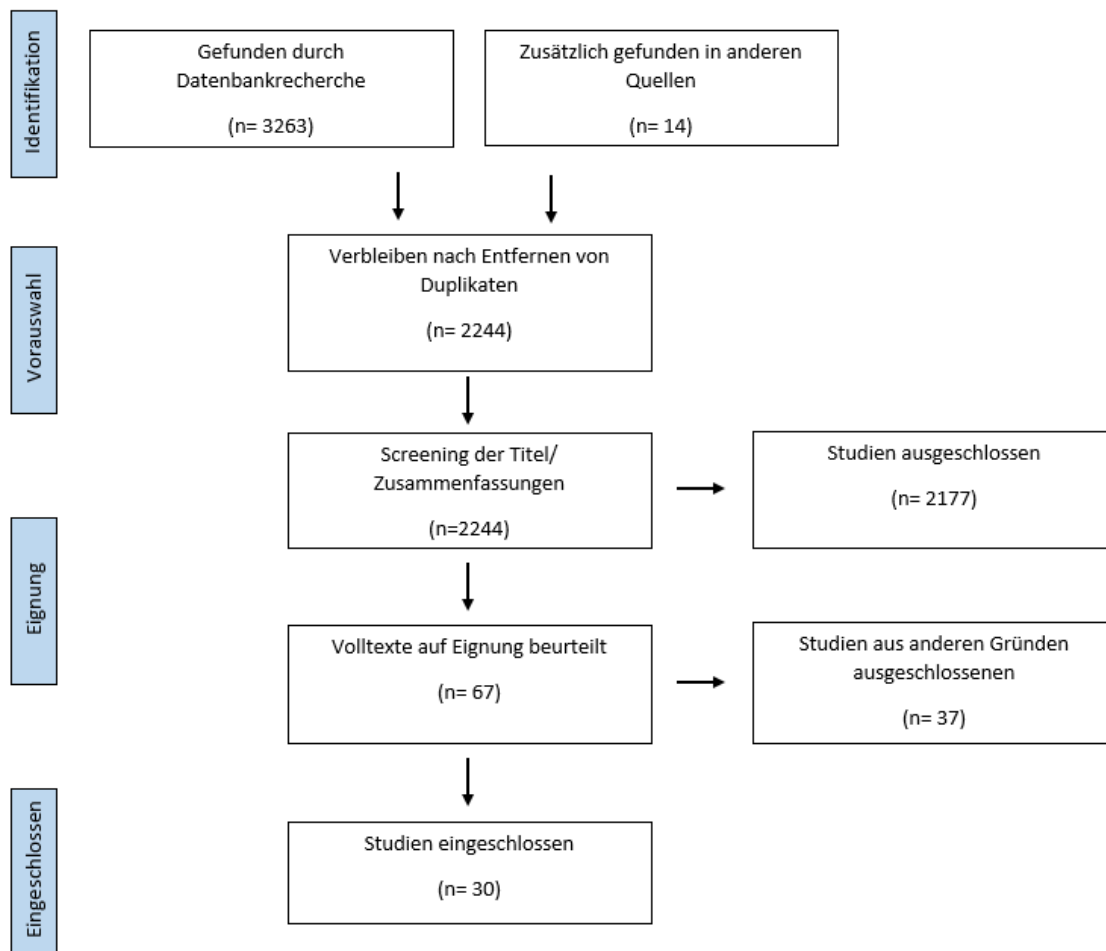 Identifikation
Gefunden durch
Datenbankrecherche
(n= 3263)
Zusätzlich gefunden in anderen
Quellen
(n= 14)
Vorauswahl
Verbleiben nach Entfernen von
Duplikaten
(n= 2244)
Screening der Titel/
Zusammenfassungen
(n=2244)
Studien ausgeschlossen
(n= 2177)
Eignung
Volltexte auf Eignung beurteilt
(n= 67)
Studien aus anderen Gründen
ausgeschlossenen
(n= 37)
Eingeschlossen
Studien eingeschlossen
(n= 30)